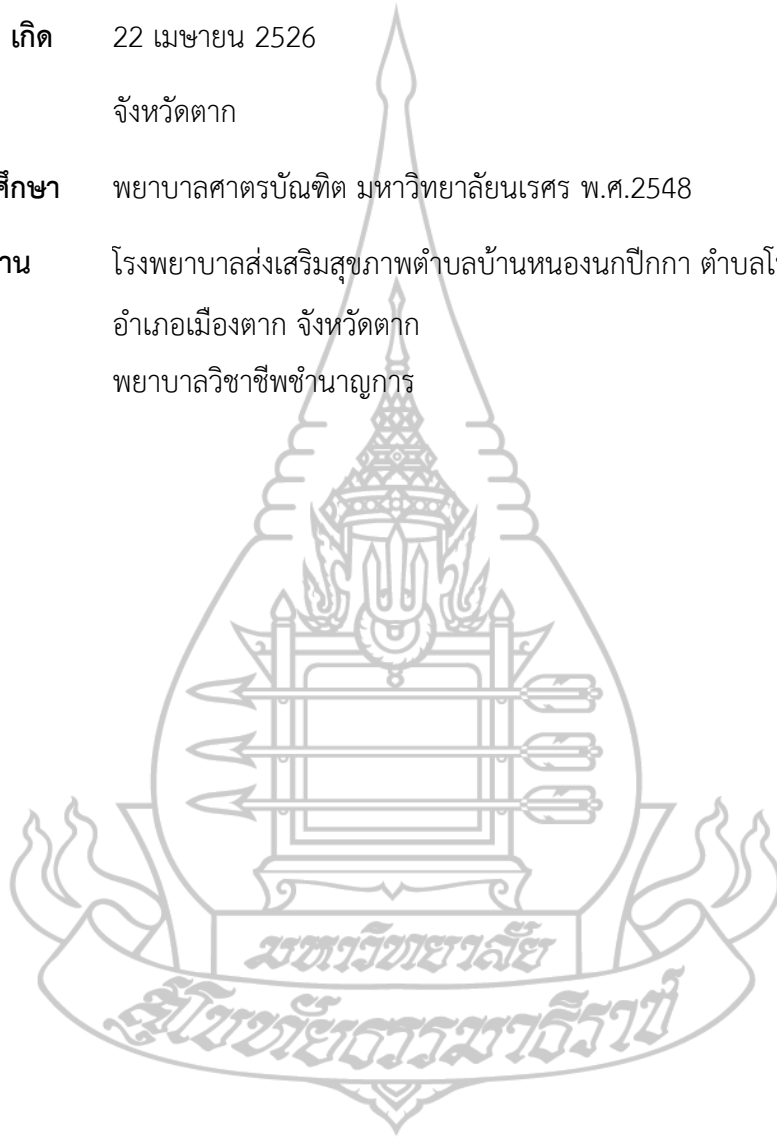 เกิด 22 เมษายน 2526
จังหวัดตาก
ศึกษา พยาบาลศาตรบัณฑิต มหาวิทยาลัยนเรศร พ.ศ.2548
โรงพยาบาลส่งเสริมสุขภาพตำบลบ้านหนองนกปีกกา
อำเภอเมืองตาก จังหวัดตาก
พยาบาลวิชาชีพชำนาญการ
มหาวิทยาลัย
สุโขทัยธรรมาธิราช